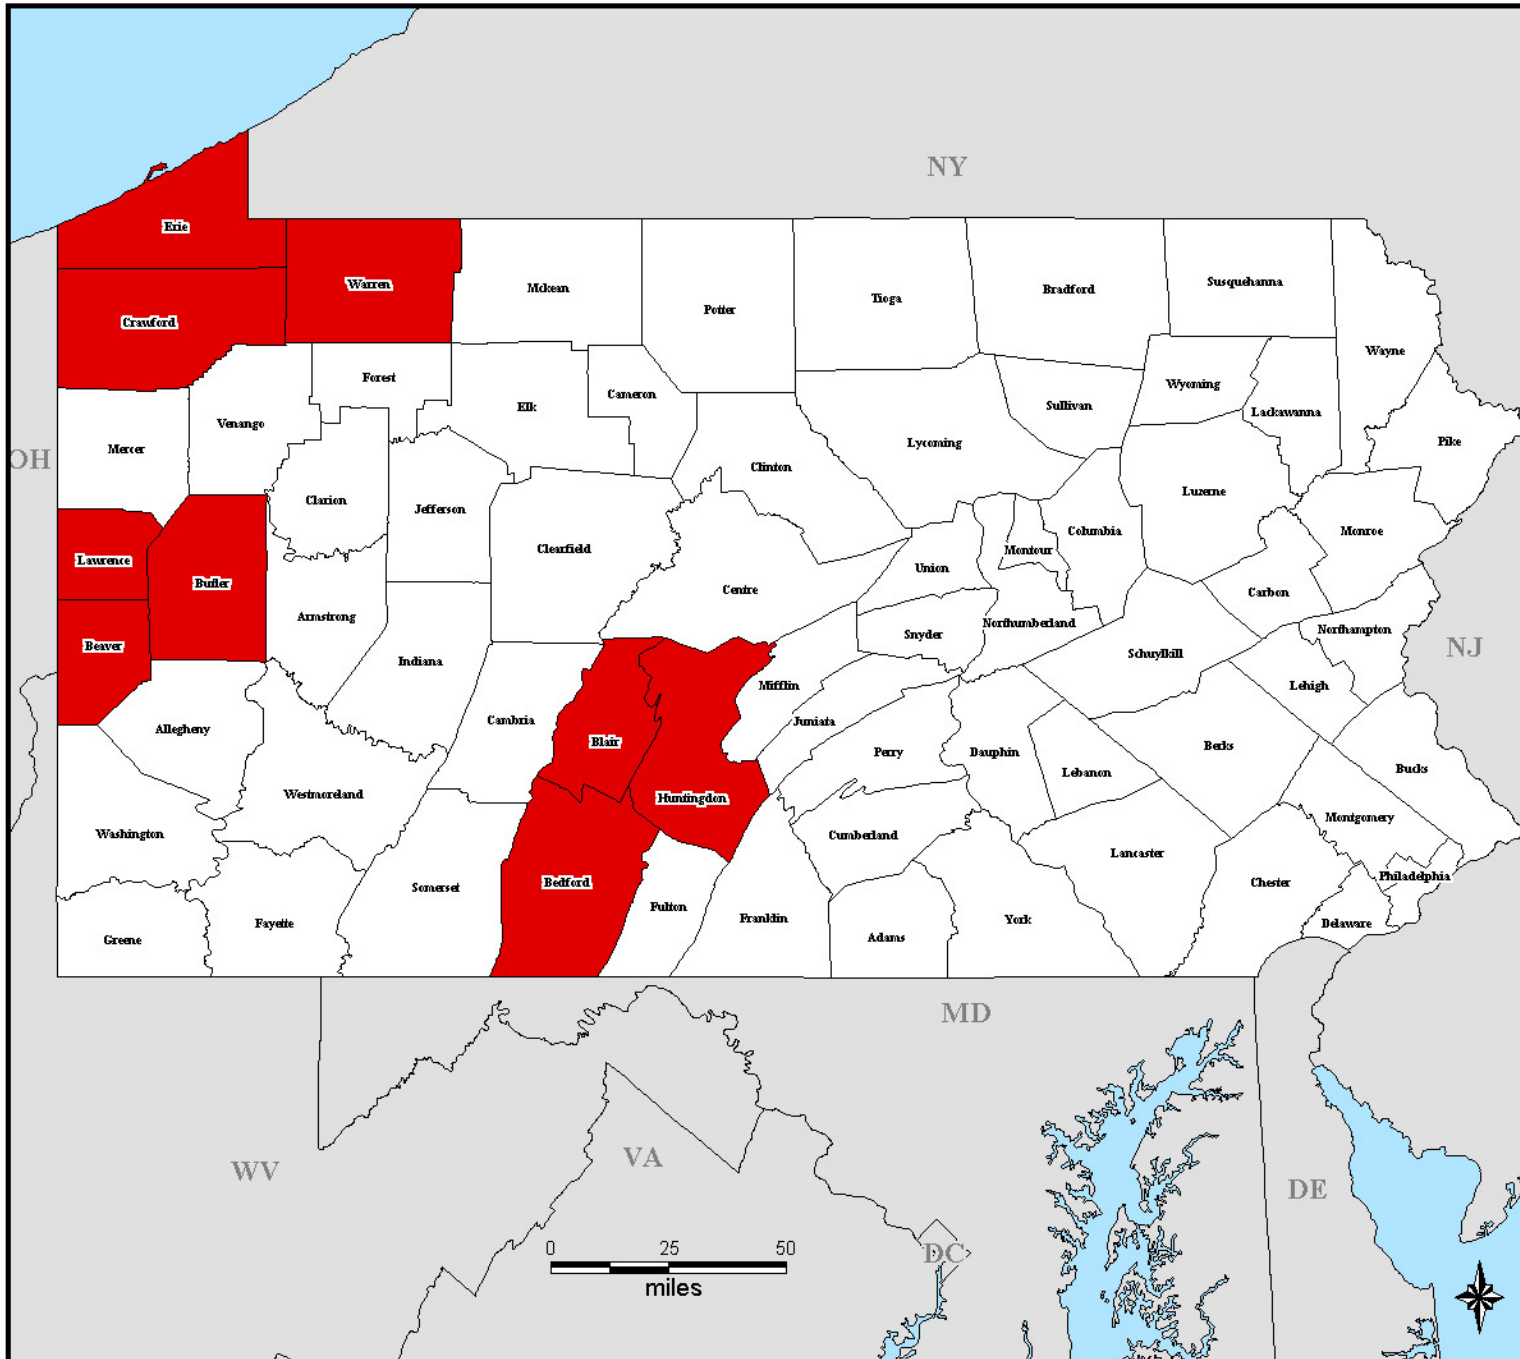 NY
Erie
Warren
Mckean
Potter
Tioga
Bradford
Susquehanna
Crawford
Wayne
Forest
Elk
Cameron
Sullivan
Wyoming
Lackawanna
Venango
Mercer
OH
Lycoming
Pike
Clinton
Clarion
Jefferson
Luzerne
Columbia
Monroe
Clearfield
Montour
Lawrence
Butler
Union
Centre
Carbon
Armstrong
Northumberland
Northampton
Snyder
Beaver
NJ
Schuylkill
Indiana
Mifflin
Lehigh
Cambria
Juniata
Allegheny
Blair
Perry
Dauphin
Berks
Lebanon
Bucks
Westmoreland
Huntingdon
Washington
Cumberland
Montgomery
Lancaster
Somerset
Bedford
Chester
Philadelphia
Fulton
Franklin
York
Fayette
Delaware
Greene
Adams
MD
VA
WV
DE
DC
0 25 50
miles